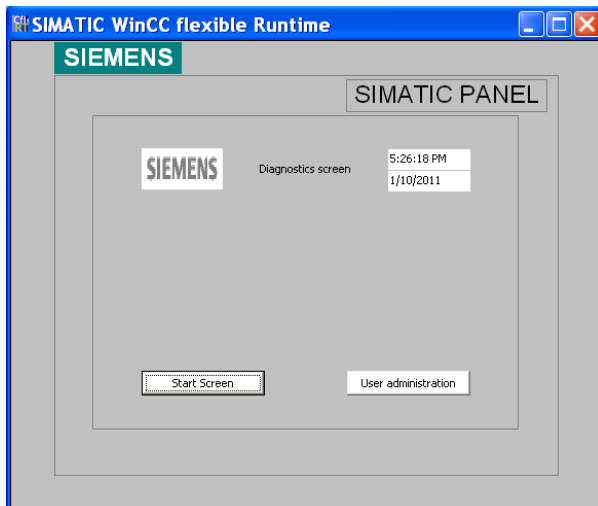 SIMATIC WinCC flexible Runtime
SIEMENS
SIMATIC PANEL
SIEMENS
Diagnostics screen
5:26:18 PM
1/10/2011
Start Screen
User administration